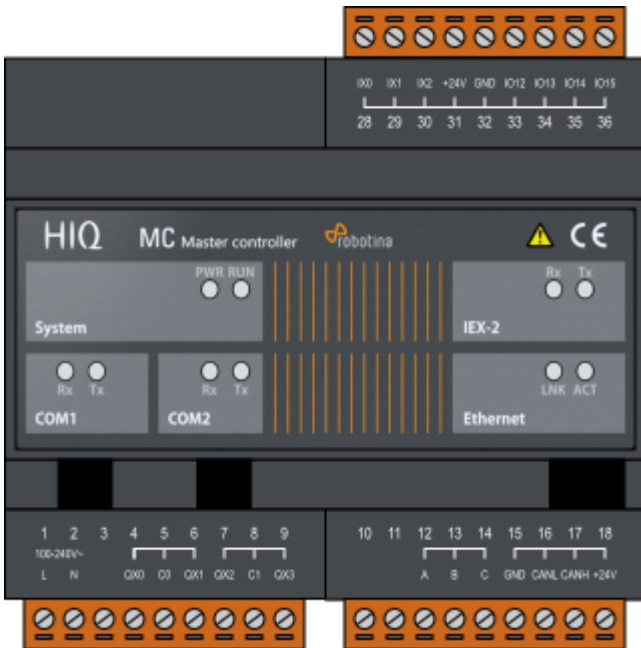 IX0 IX1 IX2 +24V GND IO12 IO13 IO14 IO15
28 29 30 31 32 33 34 35 36
HIQ MC Master controller robotina CE
PWR RUN
System
Rx Tx
IEX-2
Rx Tx
COM1
Rx Tx
COM2
LNK ACT
Ethernet
1 2 3 4 5 6 7 8 9
100-240V~
L N QX0 C0 QX1 QX2 C1 QX3
10 11 12 13 14 15 16 17 18
A B C GND CANL CANH +24V